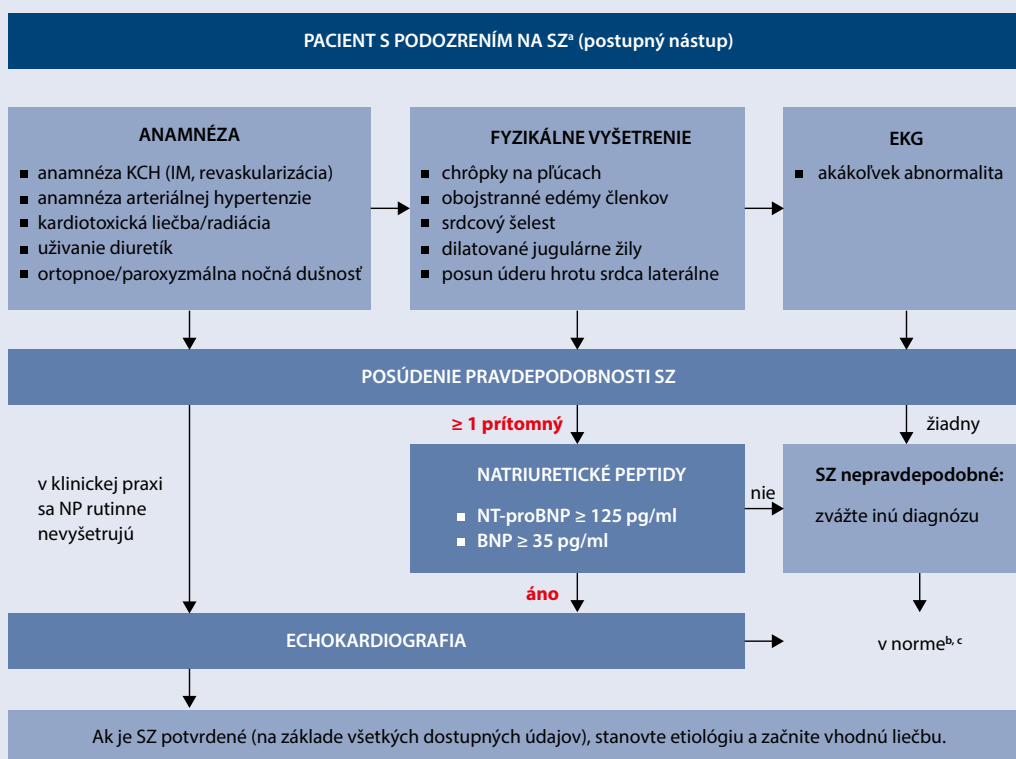 PACIENT S PODOZRENÍM NA SZᵃ (postupný nástup)
ANAMNÉZA
▪ anamnéza KCH (IM, revaskularizácia)
▪ anamnéza arteriálnej hypertenzie
▪ kardiotoxická liečba/radiácia
▪ uživanie diuretík
▪ ortopnoe/paroxyzmálna nočná dušnosť
FYZIKÁLNE VYŠETRENIE
▪ chrôpky na pľúcach
▪ obojstranné edémy členkov
▪ srdcový šelest
▪ dilatované jugulárne žily
▪ posun úderu hrotu srdca laterálne
EKG
▪ akákoľvek abnormalita
POSÚDENIE PRAVDEPODOBNOSTI SZ
≥ 1 prítomný
žiadny
v klinickej praxi
sa NP rutinne
nevyšetrujú
NATRIURETICKÉ PEPTIDY
▪ NT-proBNP ≥ 125 pg/ml
▪ BNP ≥ 35 pg/ml
nie
SZ nepravdepodobné:
zvážte inú diagnózu
áno
ECHOKARDIOGRAFIA
v normeᵇ, ᶜ
Ak je SZ potvrdené (na základe všetkých dostupných údajov), stanovte etiológiu a začnite vhodnú liečbu.